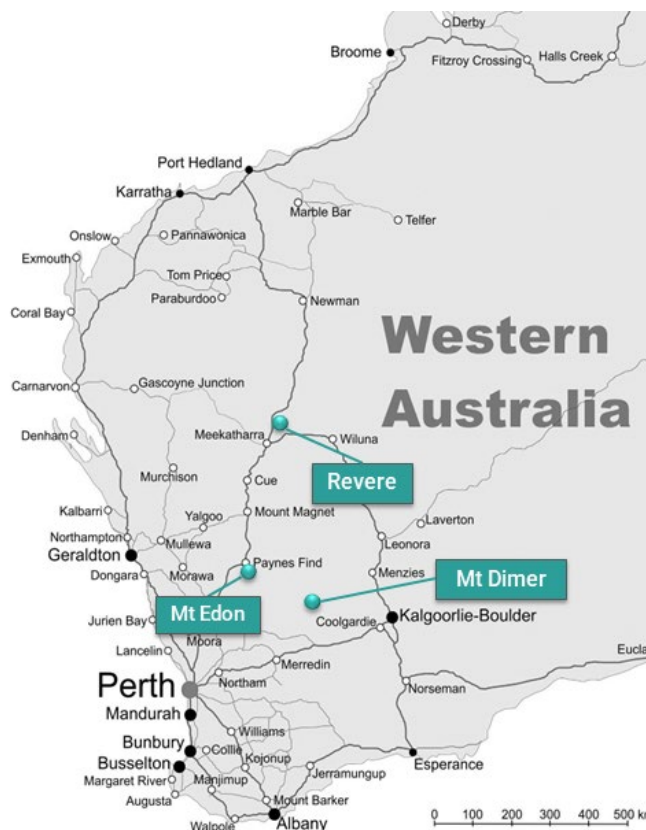 Derby
Broome
Fitzroy Crossing
Halls Creek
Port Hedland
Karratha
Marble Bar
Telfer
Onslow
Pannawonica
Exmouth
Tom Price
Paraburdoo
Newman
Coral Bay
Western
Australia
Carnarvon
Gascoyne Junction
Denham
Meekatharra
Wiluna
Murchison
Revere
Cue
Kalbarri
Yalgoo
Mount Magnet
Laverton
Northampton
Mullewa
Leonora
Geraldton
Paynes Find
Dongara
Morawa
Menzies
Mt Dimer
Mt Edon
Jurien Bay
Kalgoorlie-Boulder
Coolgardie
Moora
Lancelin
Merredin
Eucla
Perth
Northam
Norseman
Mandurah
Williams
Bunbury
Collie
Kojonup
Esperance
Busselton
Margaret River
Manjimup
Jerramungup
Augusta
Mount Barker
Walpole
Albany
0 100 200 300 400 500 km